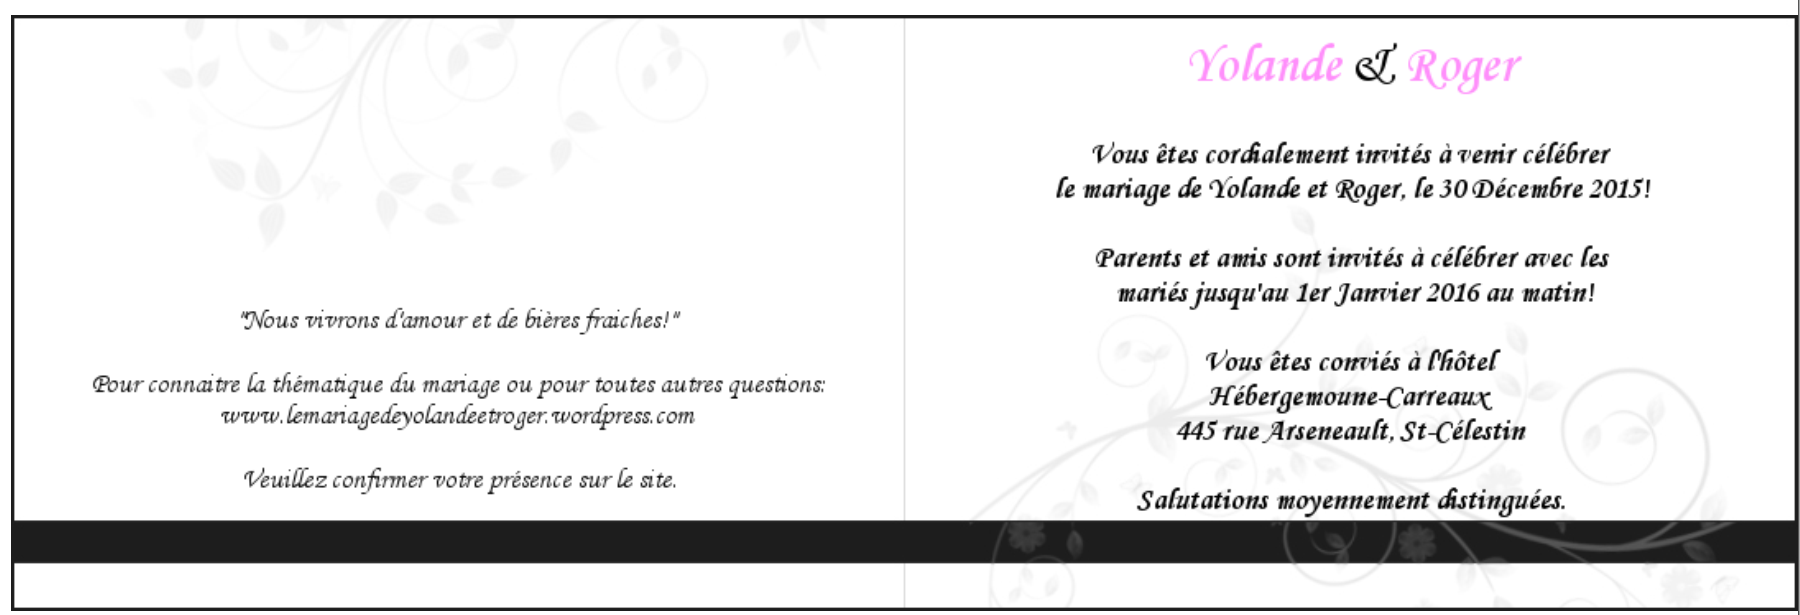 "Nous vivrons d'amour et de bières fraiches!"
Pour connaitre la thématique du mariage ou pour toutes autres questions:
www.lemariagedeyolandeetroger.wordpress.com
Veuillez confirmer votre présence sur le site.
Yolande & Roger
Vous êtes cordialement invités à venir célébrer
le mariage de Yolande et Roger, le 30 Décembre 2015!
Parents et amis sont invités à célébrer avec les
mariés jusqu'au 1er Janvier 2016 au matin!
Vous êtes conviés à l'hôtel
Hébergemoune-Carreaux
445 rue Arseneault, St-Célestin
Salutations moyennement distinguées.